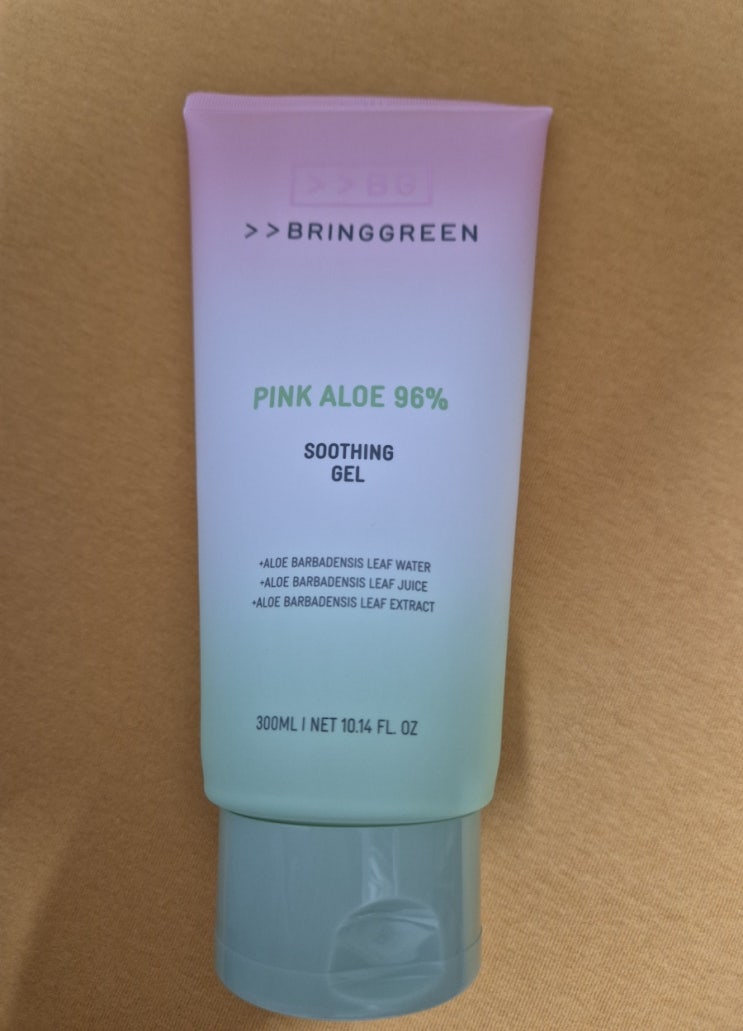 >>BG
>>BRINGGREEN
PINK ALOE 96%
SOOTHING
GEL
+ALOE BARBADENSIS LEAF WATER
+ALOE BARBADENSIS LEAF JUICE
+ALOE BARBADENSIS LEAF EXTRACT
300ML I NET 10.14 FL. OZ